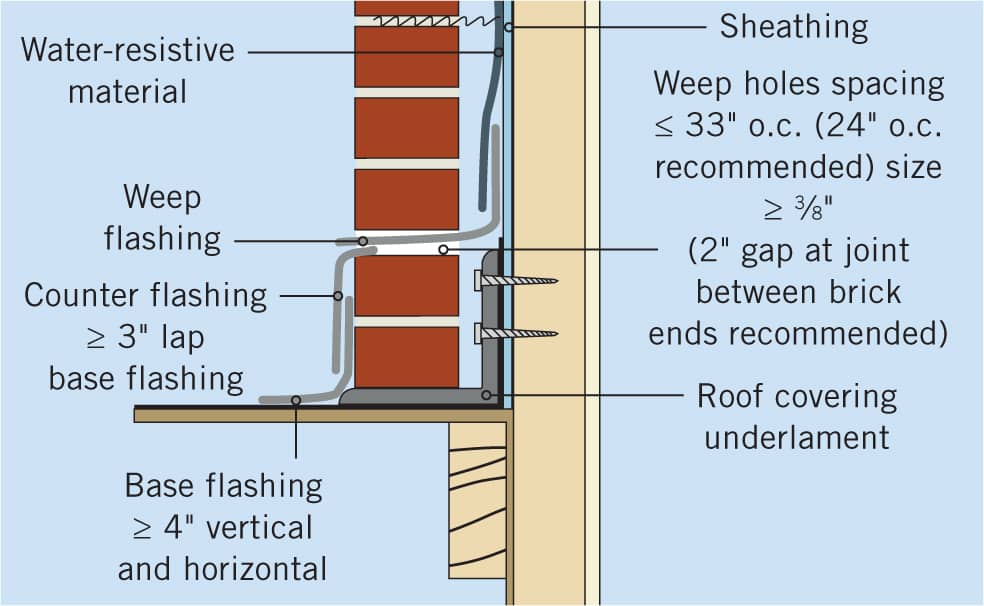 Water-resistive
material
Weep
flashing
Counter flashing
≥ 3" lap
base flashing
Base flashing
≥ 4" vertical
and horizontal
Sheathing
Weep holes spacing
≤ 33" o.c. (24" o.c.
recommended) size
≥ ⅜"
(2" gap at joint
between brick
ends recommended)
Roof covering
underlament